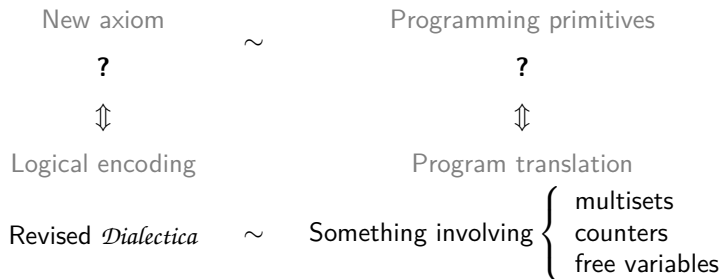 New axiom ∼ Programming primitives
? ?
⇕ ⇕
Logical encoding Program translation
Revised Dialectica ∼ Something involving { multisets
counters
free variables